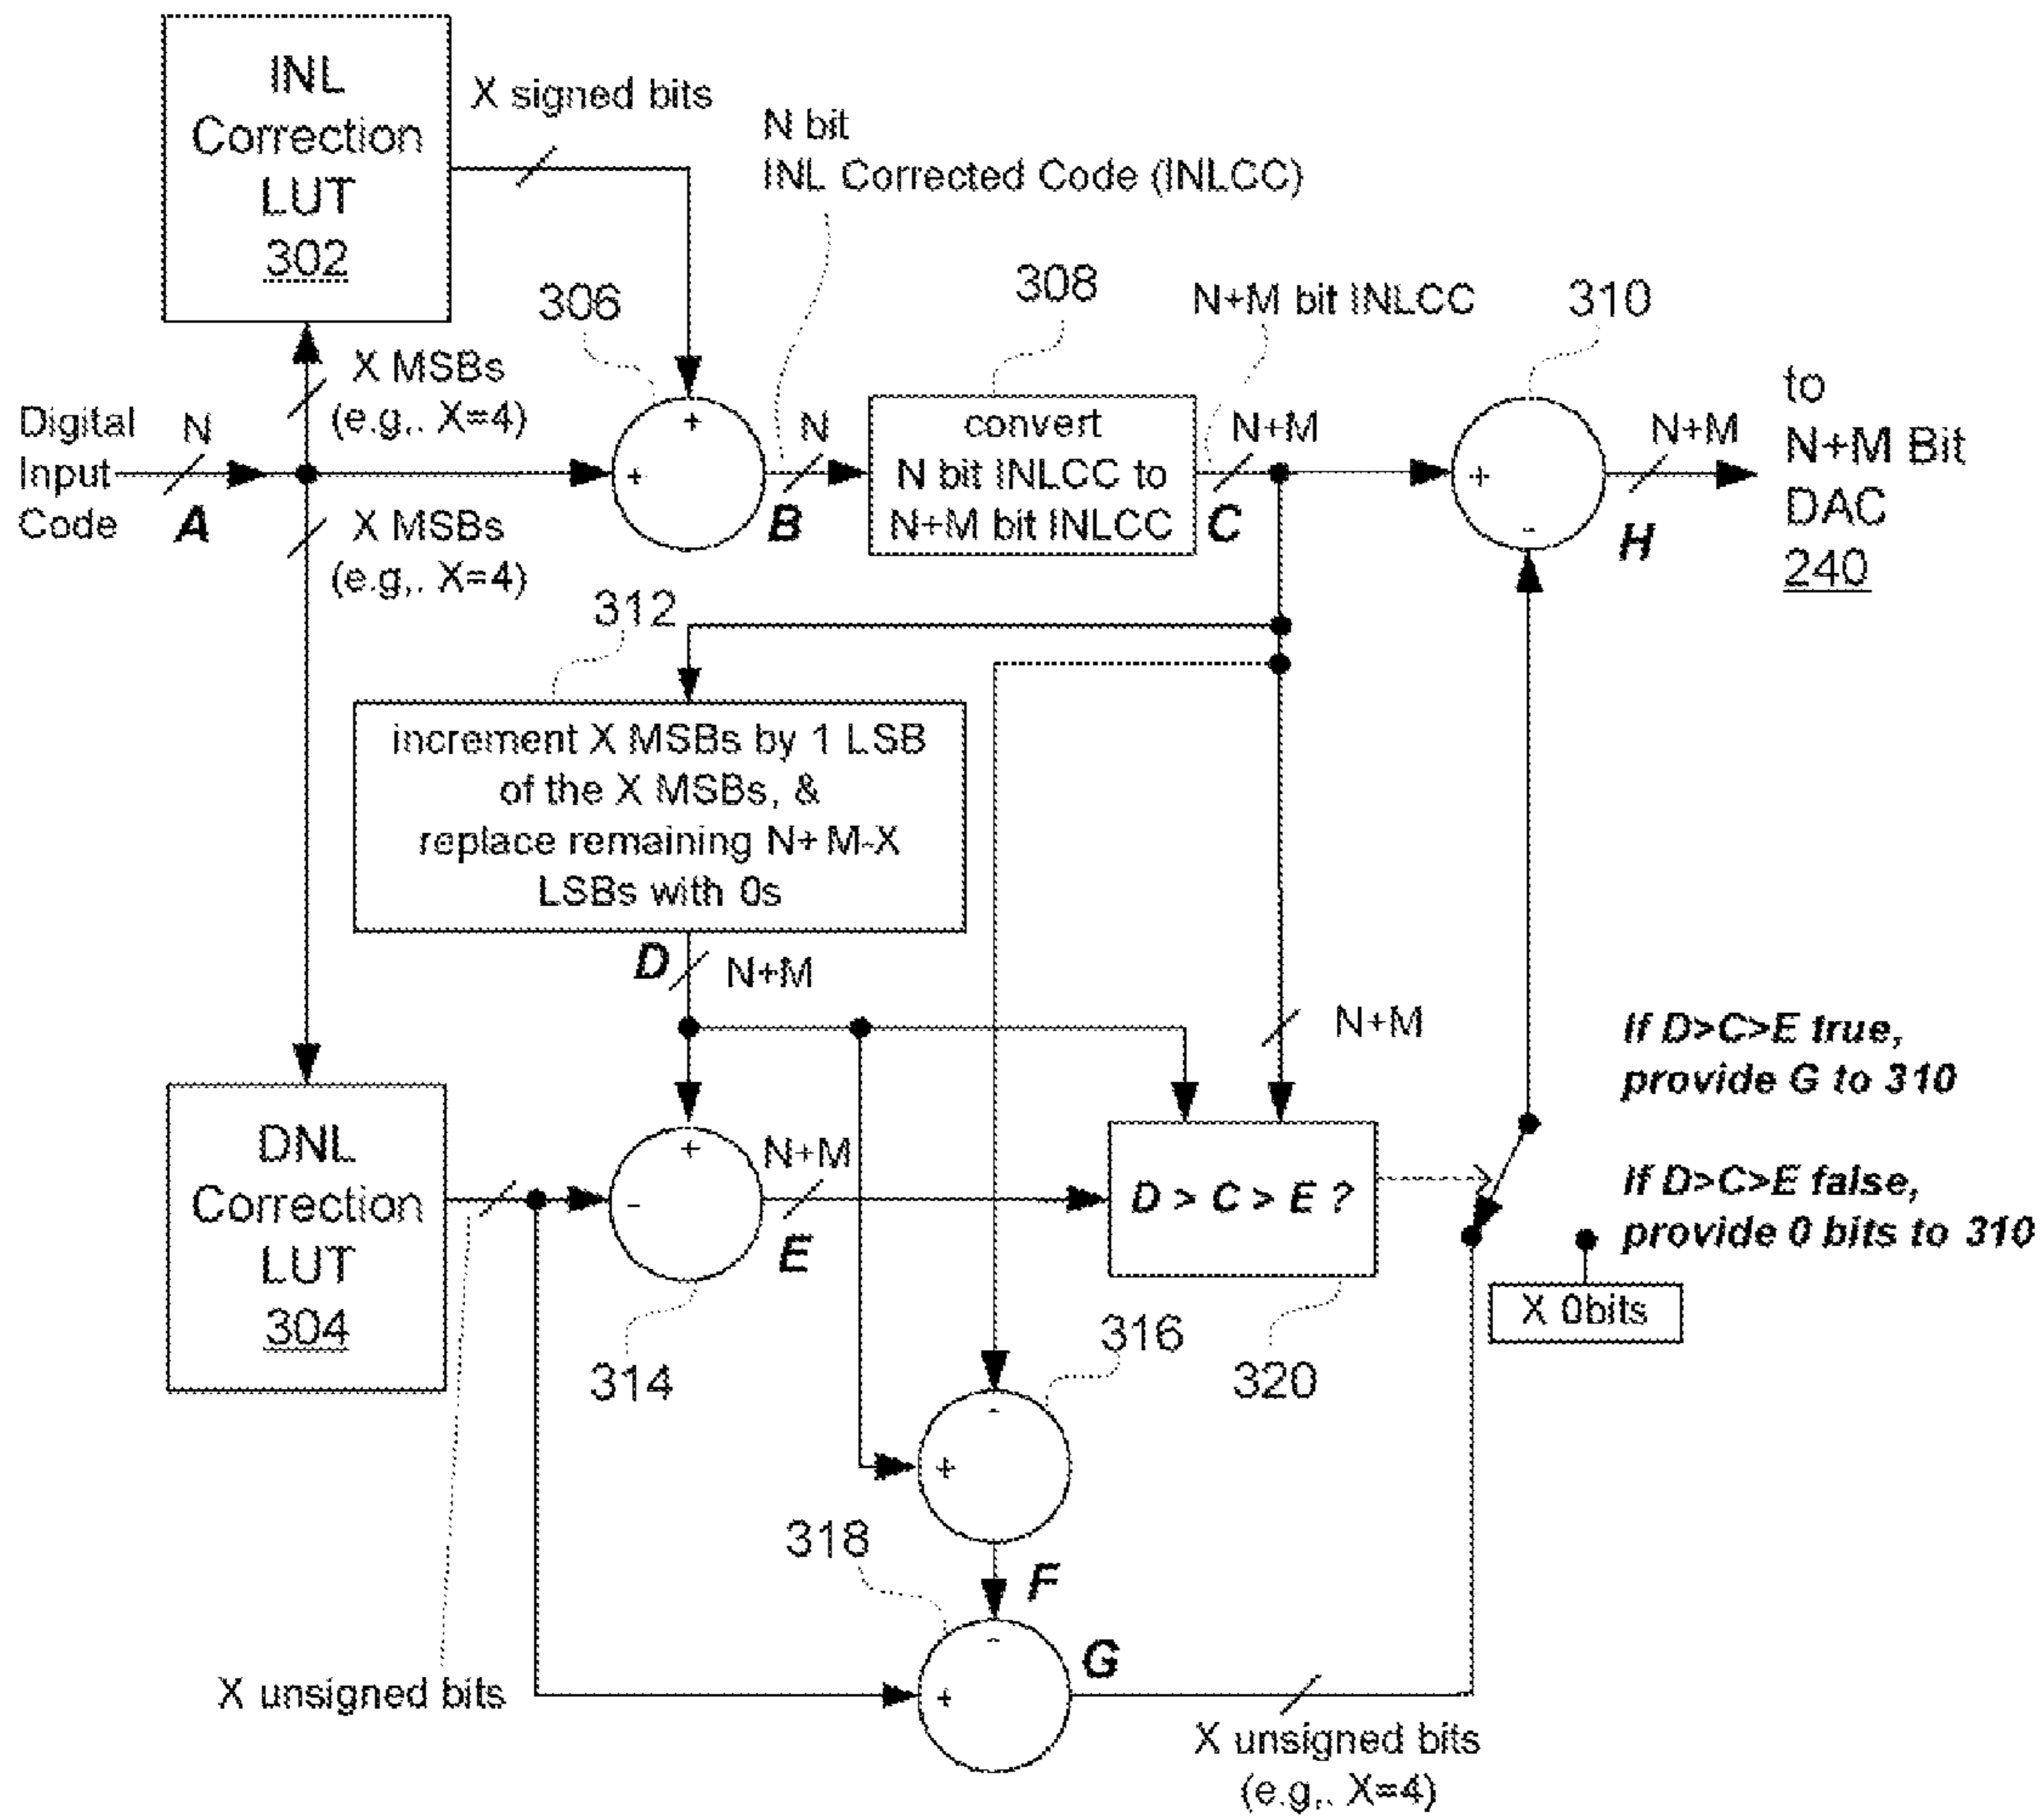 INL
Correction
LUT
302
X signed bits
N bit
INL Corrected Code (INLCC)
306
308
N+M bit INLCC
310
X MSBs
(e.g,. X=4)
Digital
Input
Code
N
A
X MSBs
(e.g,. X=4)
+
+
N
B
convert
N bit INLCC to
N+M bit INLCC
N+M
C
+
-
N+M
H
to
N+M Bit
DAC
240
312
increment X MSBs by 1 LSB
of the X MSBs, &
replace remaining N+M-X
LSBs with 0s
D
N+M
N+M
If D>C>E true,
provide G to 310
If D>C>E false,
provide 0 bits to 310
DNL
Correction
LUT
304
+
-
N+M
E
D > C > E ?
X 0bits
314
316
320
-
+
318
F
-
+
G
X unsigned bits
X unsigned bits
(e.g,. X=4)